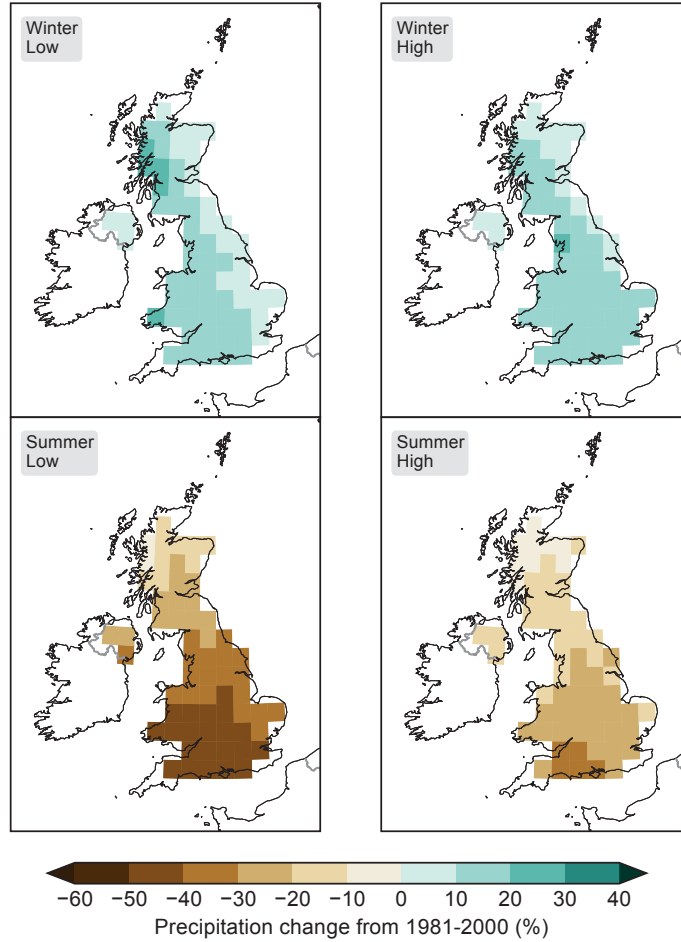 Winter
Low
Winter
High
Summer
Low
Summer
High
−60 −50 −40 −30 −20 −10 0 10 20 30 40
Precipitation change from 1981-2000 (%)